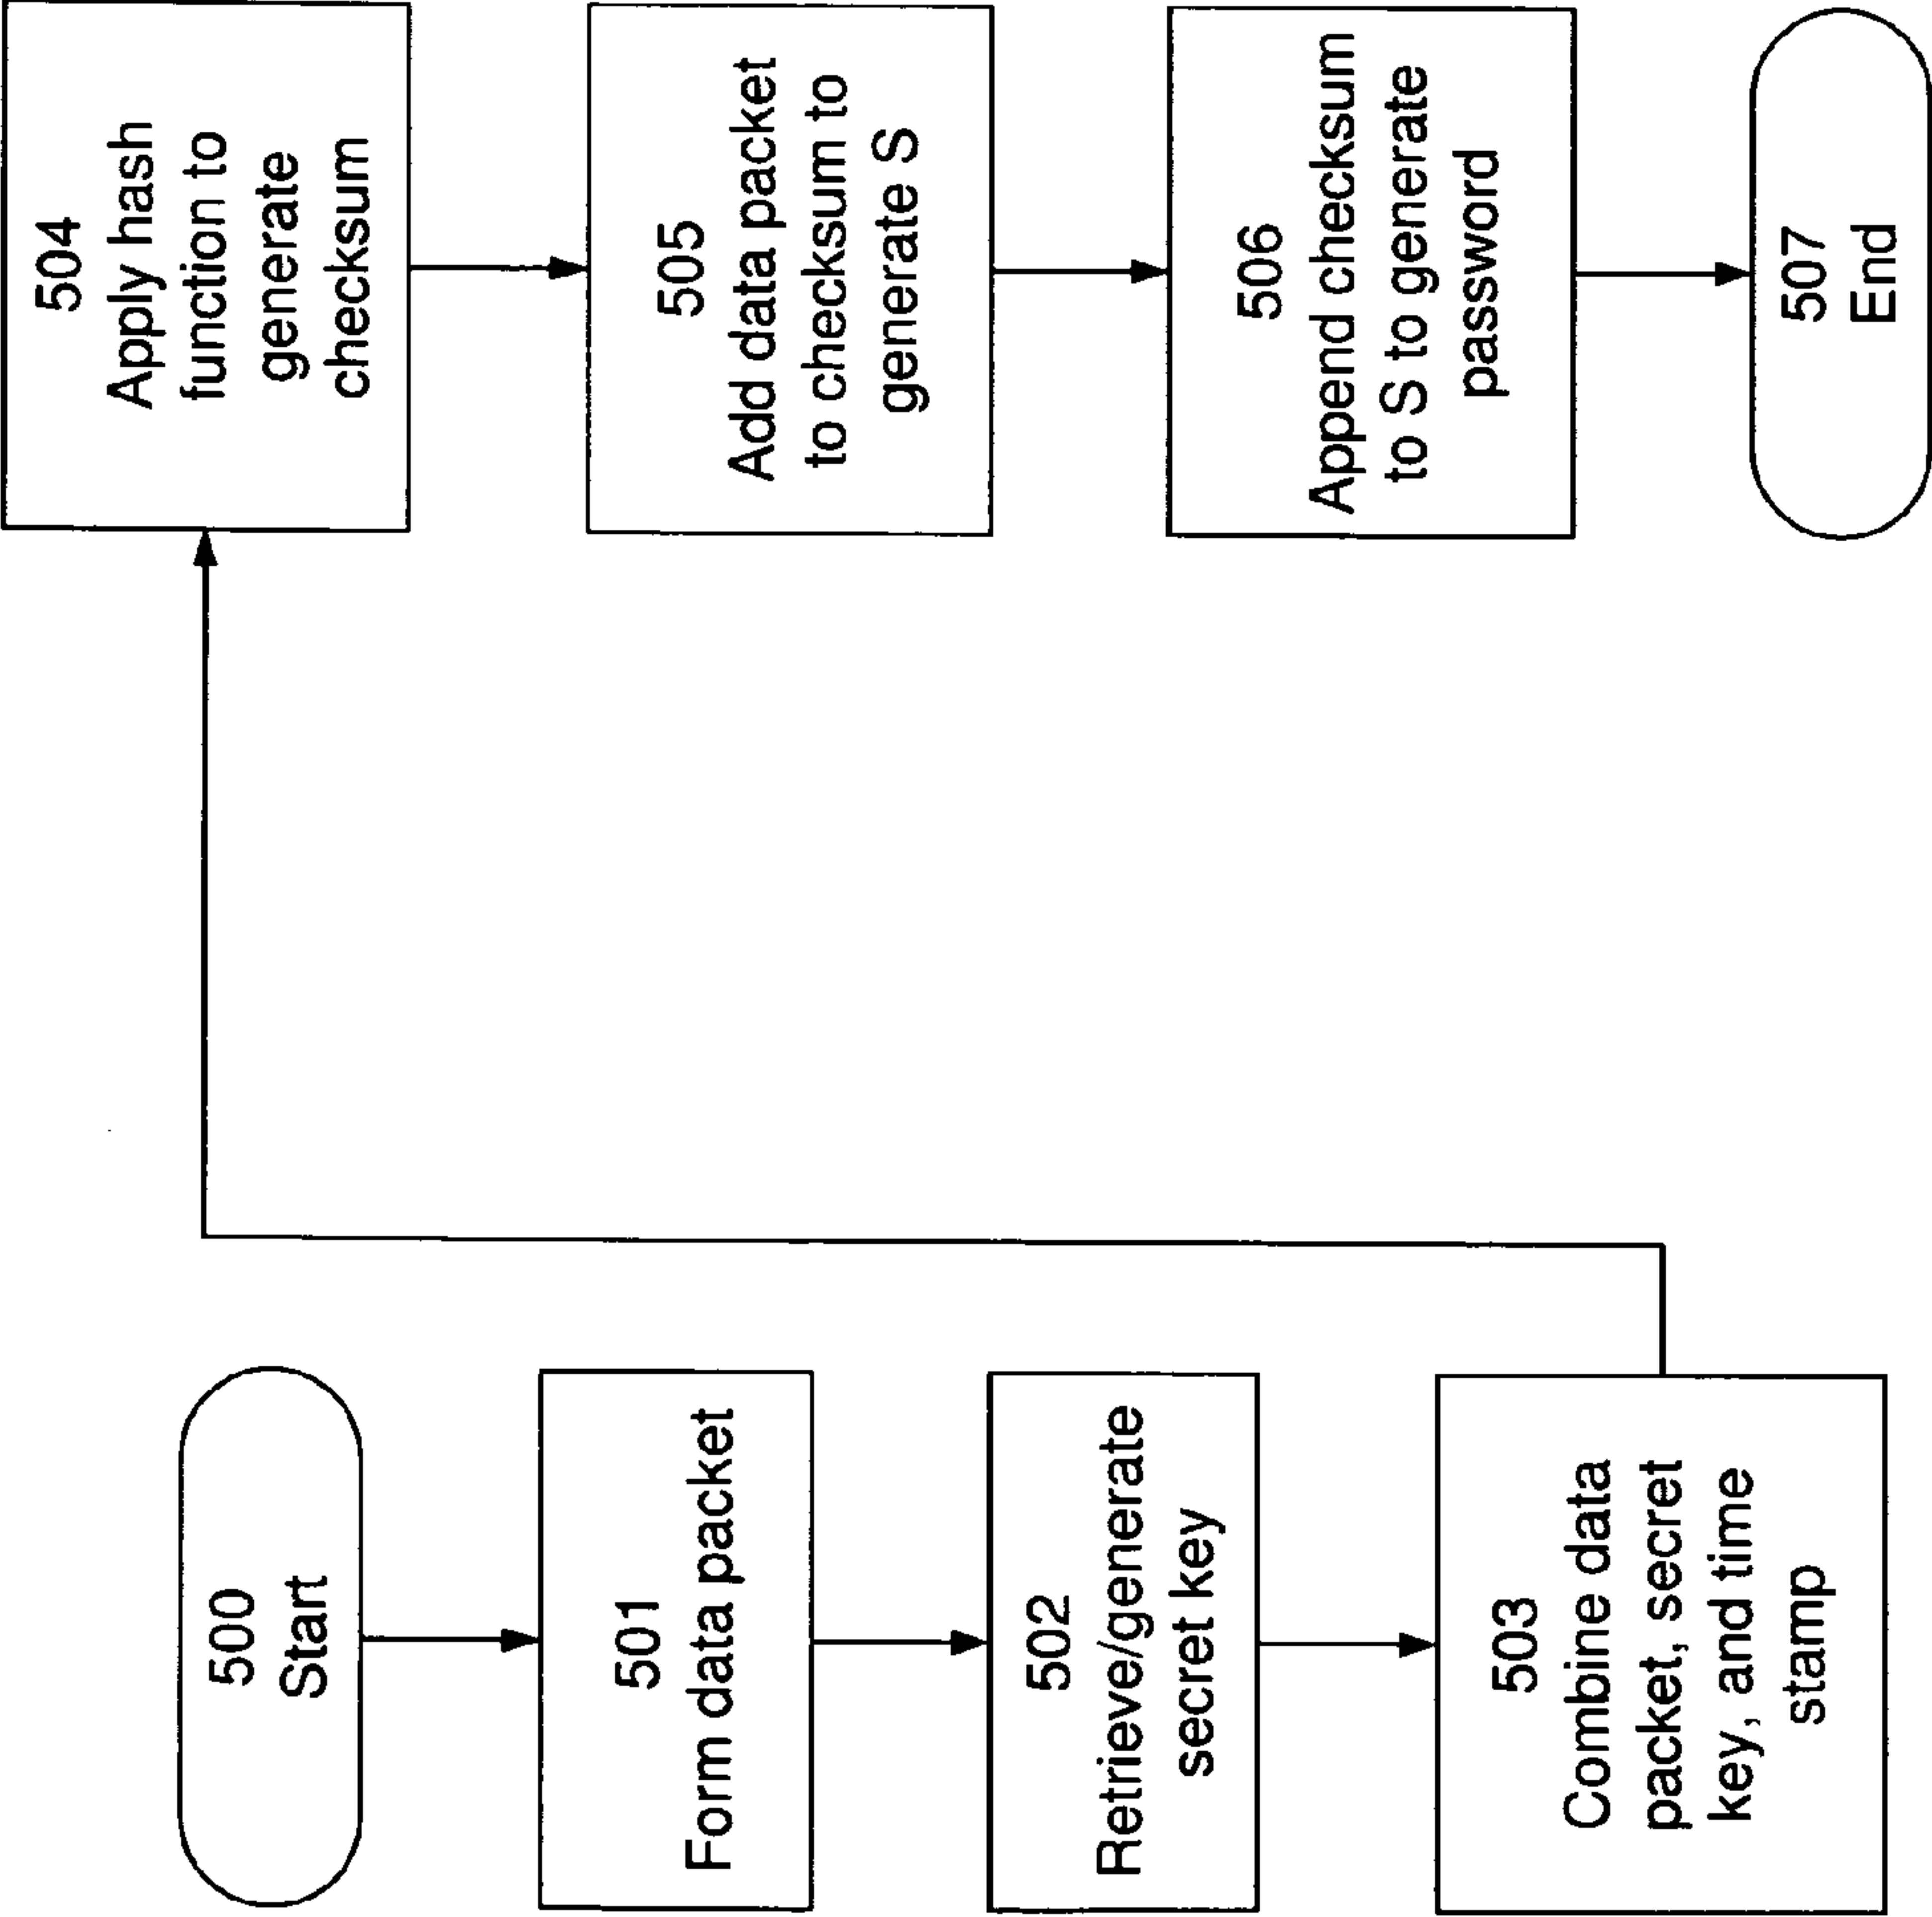 500
Start
501
Form data packet
502
Retrieve/generate
secret key
503
Combine data
packet, secret
key, and time
stamp
504
Apply hash
function to
generate
checksum
505
Add data packet
to checksum to
generate S
506
Append checksum
to S to generate
password
507
End